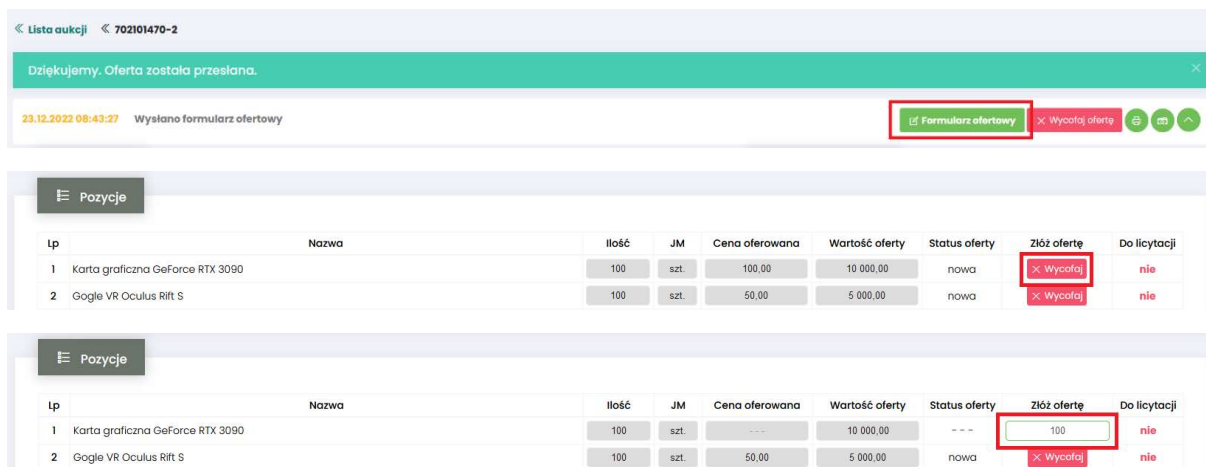 Lista aukcji 702101470-2
Dziękujemy. Oferta została przesłana.
23.12.2022 08:43:27 Wysłano formularz ofertowy Formularz ofertowy Wycofaj ofertę
Pozycje
Lp Nazwa Ilość JM Cena oferowana Wartość oferty Status oferty Złóż ofertę Do licytacji
1 Karta graficzna GeForce RTX 3090 100 szt. 100,00 10 000,00 nowa Wycofaj nie
2 Gogle VR Oculus Rift S 100 szt. 50,00 5 000,00 nowa Wycofaj nie
Pozycje
Lp Nazwa Ilość JM Cena oferowana Wartość oferty Status oferty Złóż ofertę Do licytacji
1 Karta graficzna GeForce RTX 3090 100 szt. --- 10 000,00 --- 100 nie
2 Gogle VR Oculus Rift S 100 szt. 50,00 5 000,00 nowa Wycofaj nie